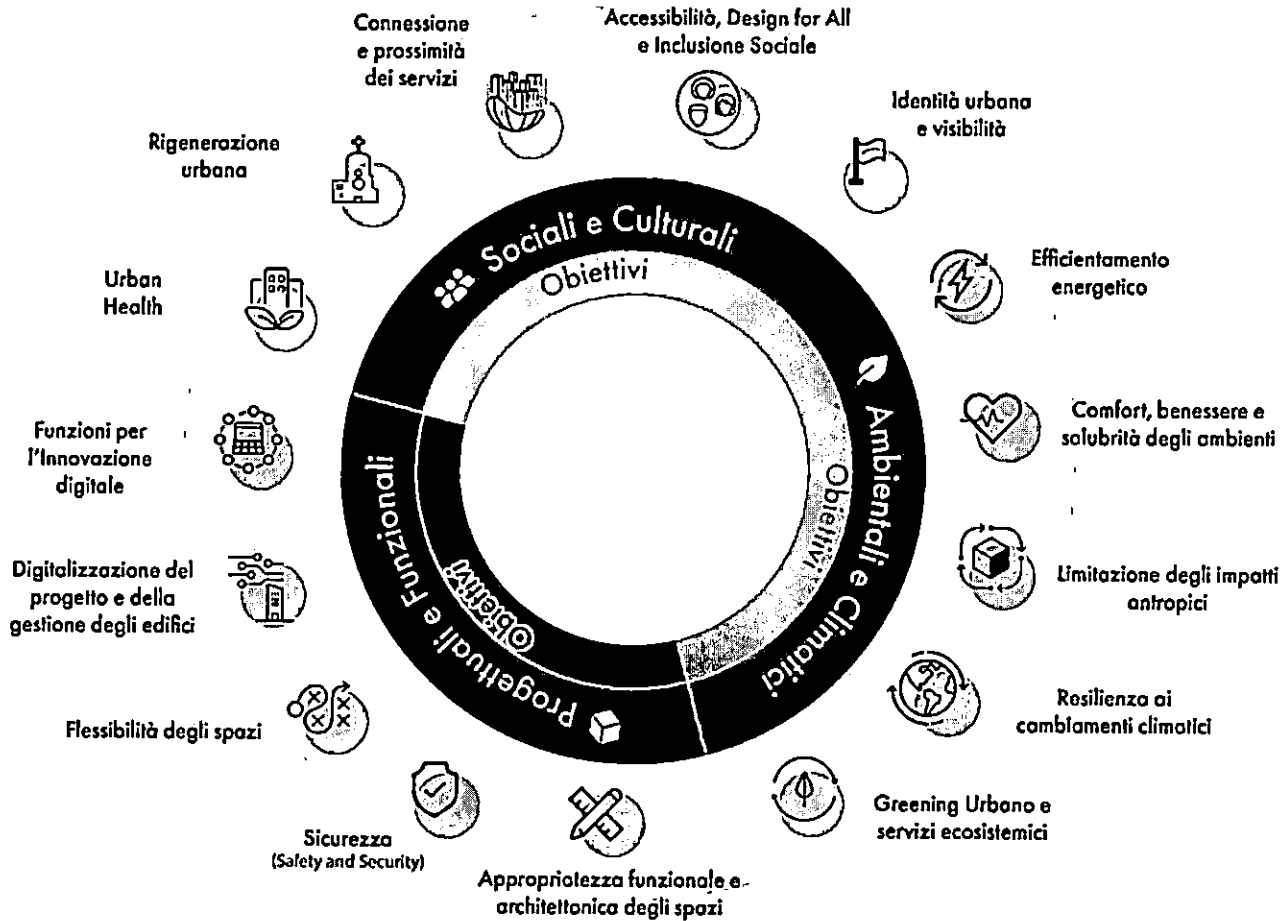 Connessione
e prossimità
dei servizi
Accessibilità, Design for All
e Inclusione Sociale
Identità urbana
e visibilità
Rigenerazione
urbana
Efficientamento
energetico
Urban
Health
Comfort, benessere e
salubrità degli ambienti
Funzioni per
l'Innovazione
digitale
Limitazione degli impatti
antropici
Digitalizzazione del
progetto e della
gestione degli edifici
Resilienza ai
cambiamenti climatici
Flessibilità degli spazi
Greening Urbano e
servizi ecosistemici
Sicurezza
(Safety and Security)
Appropriatezza funzionale e
architettonica degli spazi
Sociali e Culturali
Obiettivi
Ambientali e Climatici
Obiettivi
Progettuali e Funzionali
Obiettivi